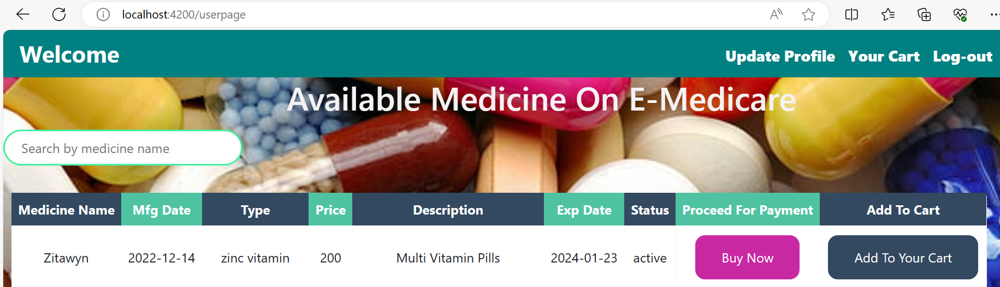 localhost:4200/userpage
Welcome
Update Profile Your Cart Log-out
Available Medicine On E-Medicare
Search by medicine name
Medicine Name Mfg Date Type Price Description Exp Date Status Proceed For Payment Add To Cart
Zitawyn 2022-12-14 zinc vitamin 200 Multi Vitamin Pills 2024-01-23 active Buy Now Add To Your Cart